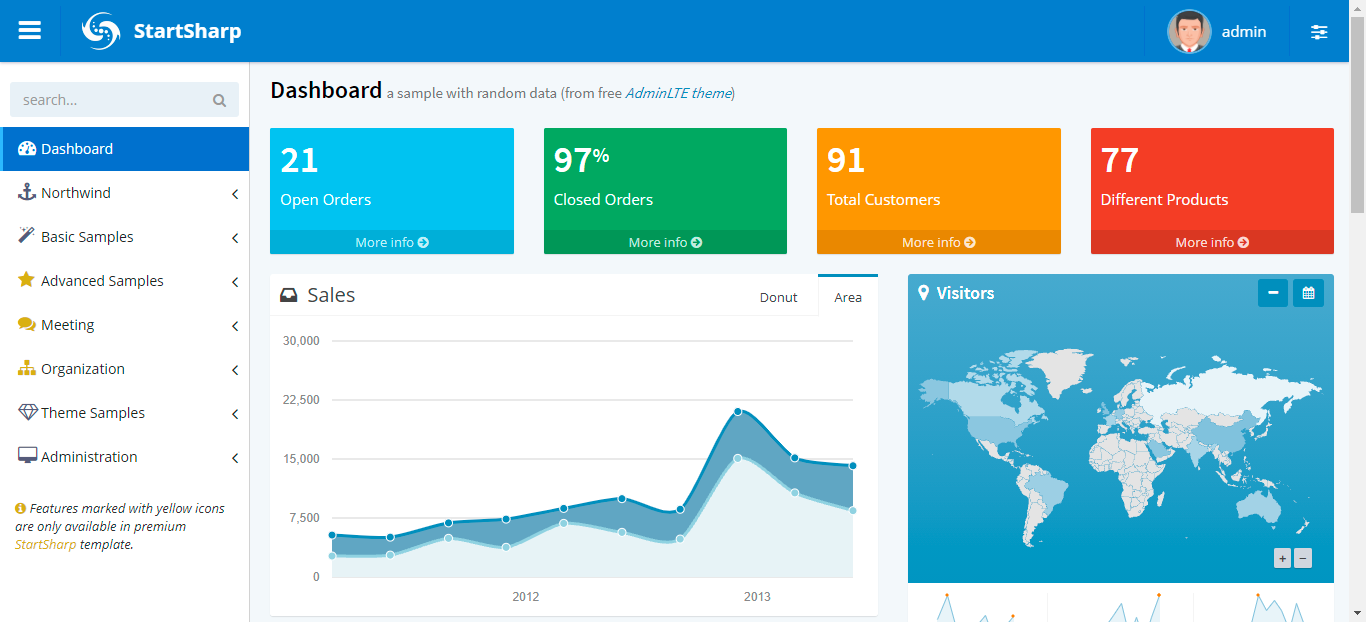 StartSharp
admin
search...
Dashboard
Northwind
Basic Samples
Advanced Samples
Meeting
Organization
Theme Samples
Administration
Features marked with yellow icons
are only available in premium
StartSharp template.
Dashboard a sample with random data (from free AdminLTE theme)
21
Open Orders
More info
97%
Closed Orders
More info
91
Total Customers
More info
77
Different Products
More info
Sales
Donut
Area
30,000
22,500
15,000
7,500
0
2012
2013
Visitors
+
−